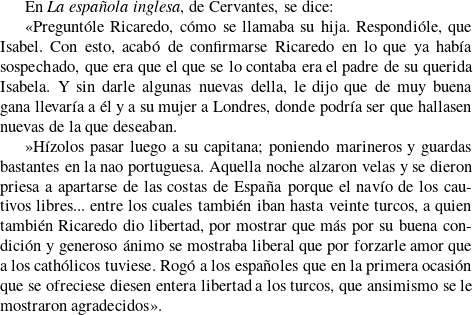 En La española inglesa, de Cervantes, se dice:
«Preguntóle Ricaredo, cómo se llamaba su hija. Respondióle, que
Isabel. Con esto, acabó de confirmarse Ricaredo en lo que ya había
sospechado, que era que el que se lo contaba era el padre de su querida
Isabela. Y sin darle algunas nuevas della, le dijo que de muy buena
gana llevaría a él y a su mujer a Londres, donde podría ser que hallasen
nuevas de la que deseaban.
»Hízolos pasar luego a su capitana; poniendo marineros y guardas
bastantes en la nao portuguesa. Aquella noche alzaron velas y se dieron
priesa a apartarse de las costas de España porque el navío de los cau-
tivos libres... entre los cuales también iban hasta veinte turcos, a quien
también Ricaredo dio libertad, por mostrar que más por su buena con-
dición y generoso ánimo se mostraba liberal que por forzarle amor que
a los cathólicos tuviese. Rogó a los españoles que en la primera ocasión
que se ofreciese diesen entera libertad a los turcos, que ansimismo se le
mostraron agradecidos».